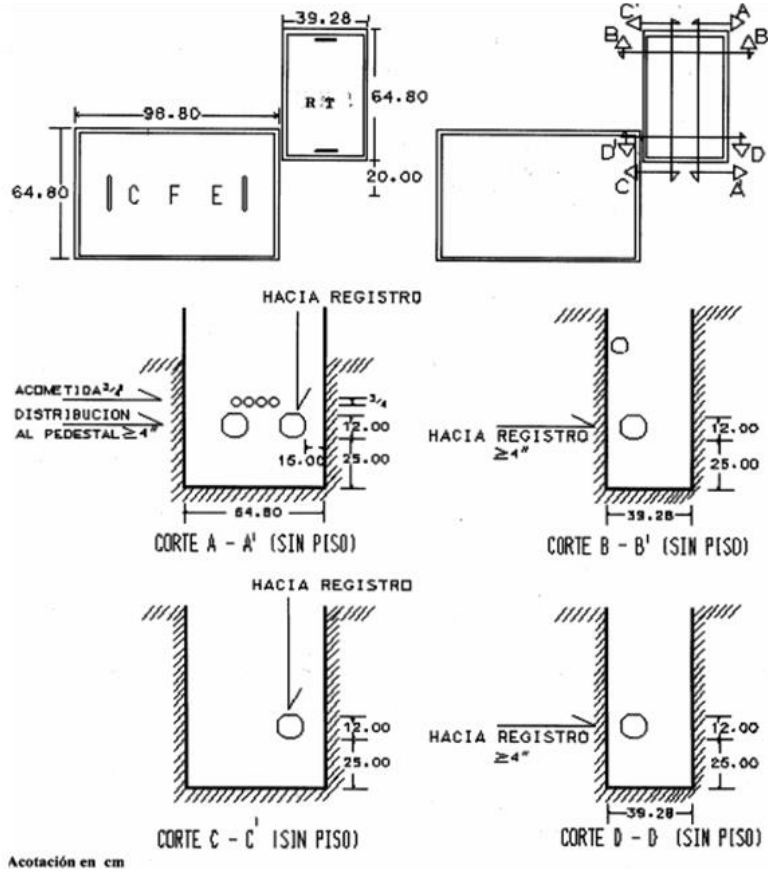 39.28
C' A
B B'
R T
64.80
98.80
20.00
D' D
C A'
64.80
C F E
HACIA REGISTRO
ACOMETIDA 3/4
3/4
DISTRIBUCION
AL PEDESTAL ≥4"
12.00
15.00
25.00
64.80
CORTE A - A' (SIN PISO)
HACIA REGISTRO
≥4"
12.00
25.00
39.28
CORTE B - B' (SIN PISO)
HACIA REGISTRO
12.00
25.00
CORTE C - C' (SIN PISO)
HACIA REGISTRO
≥4"
12.00
25.00
39.28
CORTE D - D (SIN PISO)
Acotación en cm